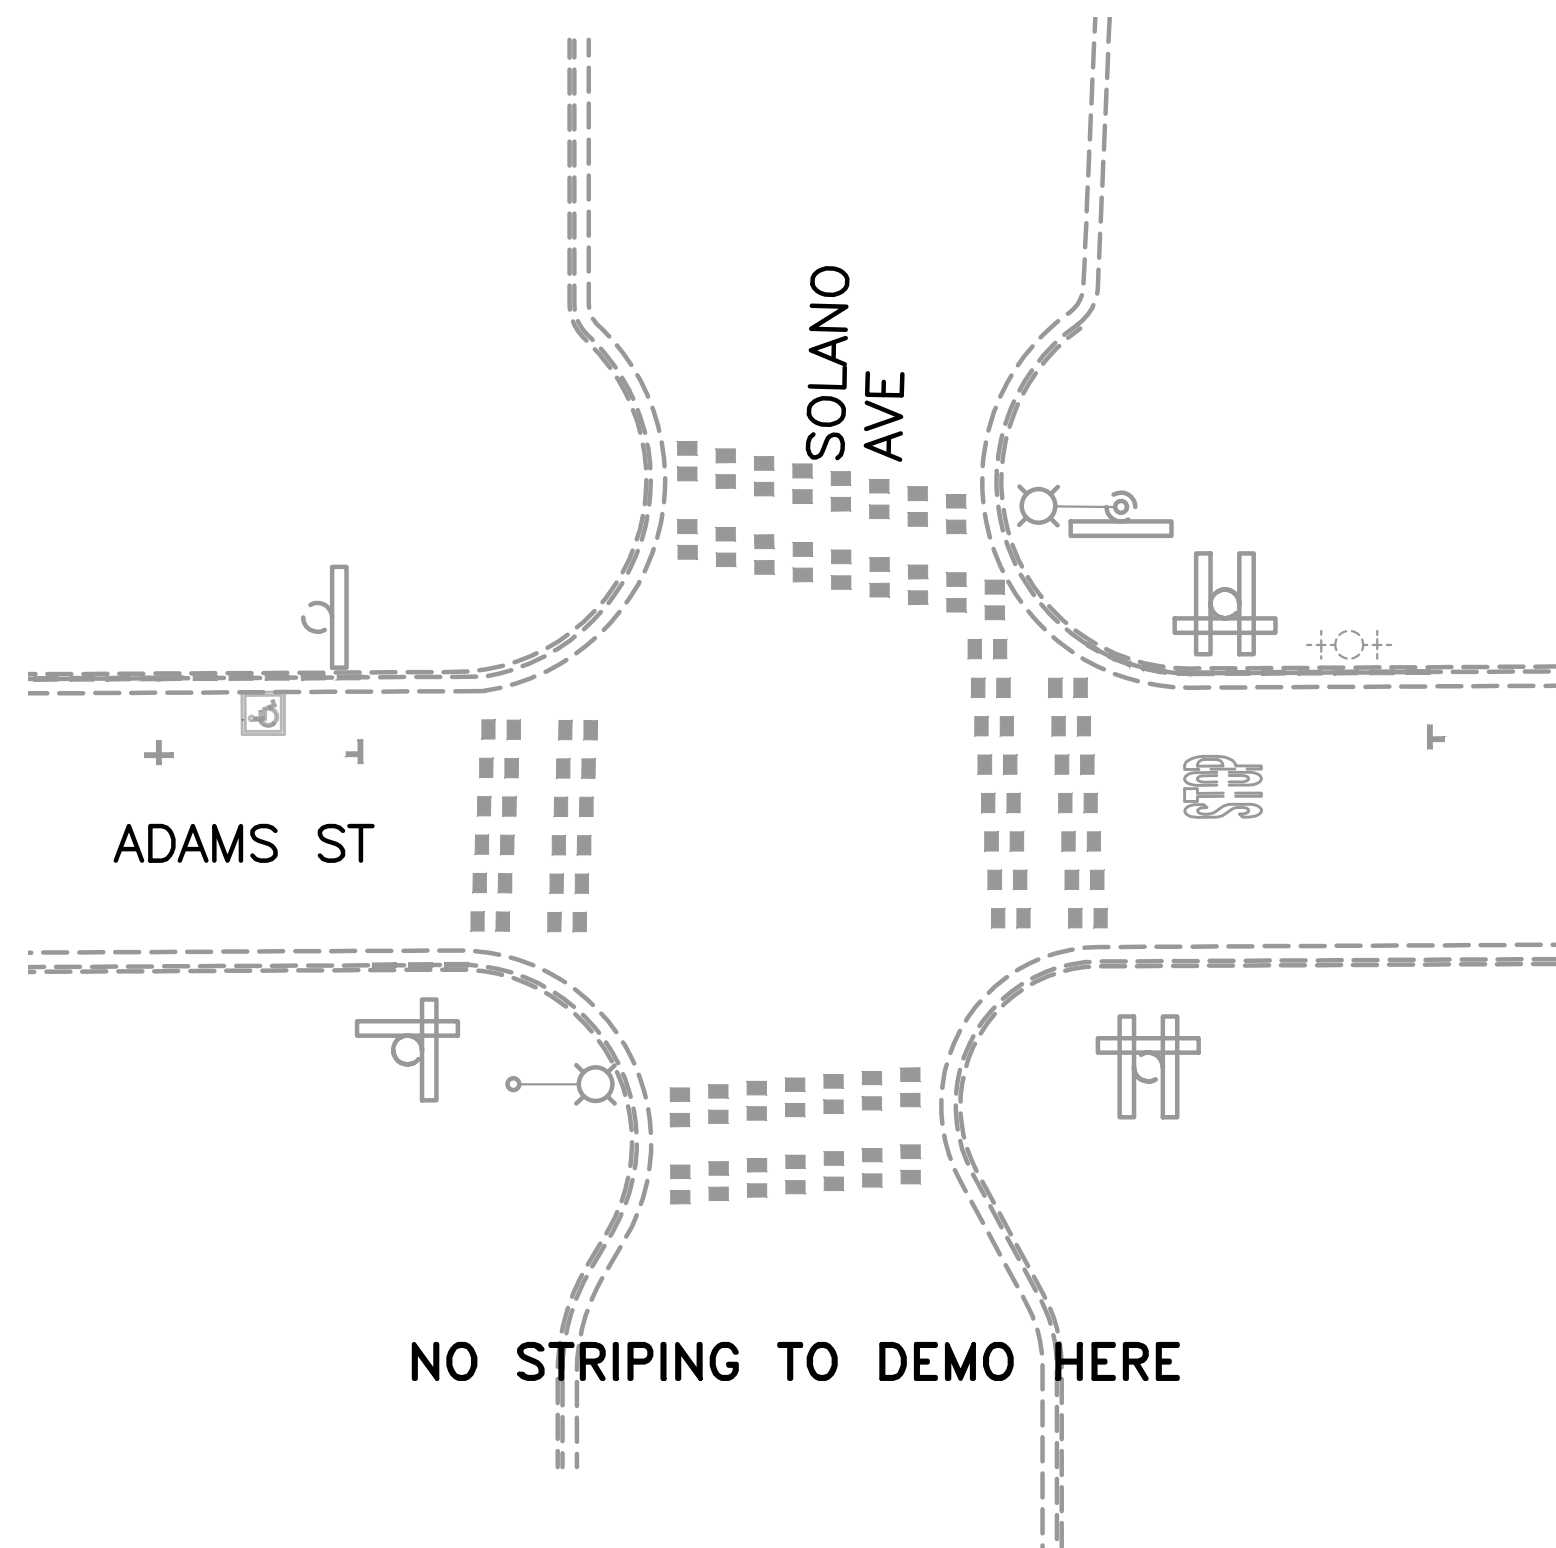 SOLANO
AVE
STOP
ADAMS ST
NO STRIPING TO DEMO HERE